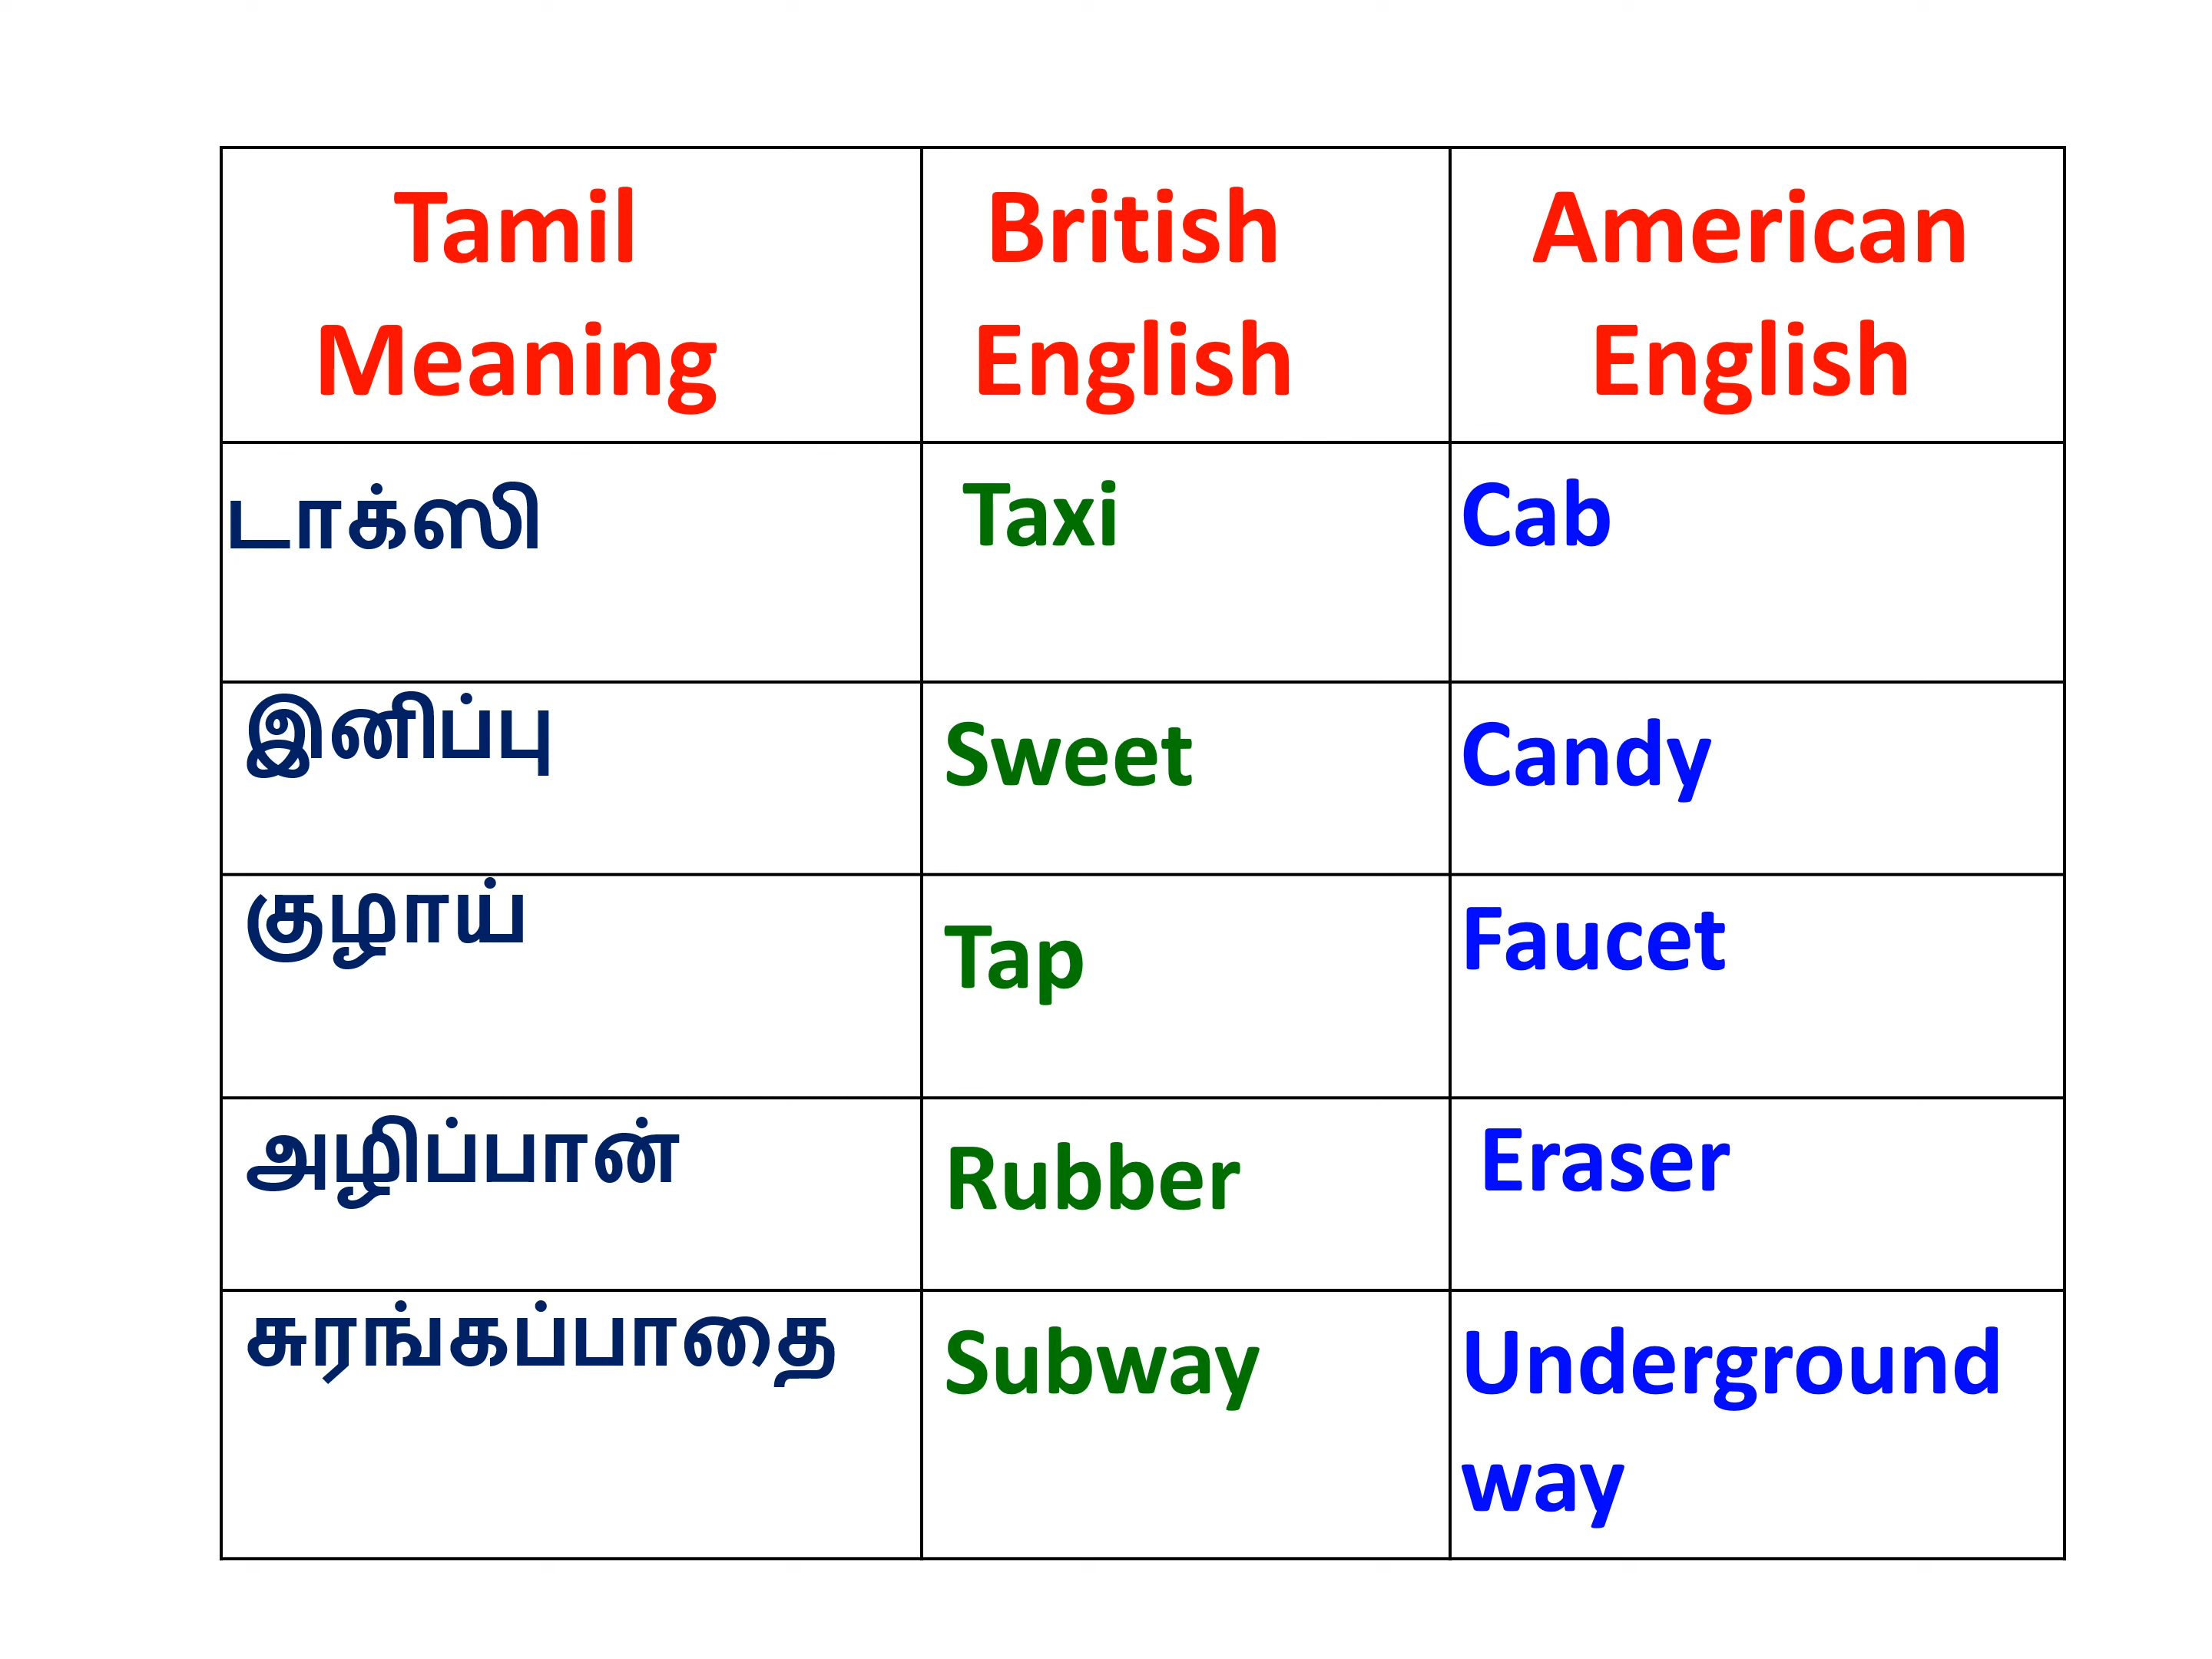 Tamil Meaning
British English
American English
டாக்ஸி
Taxi
Cab
இனிப்பு
Sweet
Candy
குழாய்
Tap
Faucet
அழிப்பான்
Rubber
Eraser
சுரங்கப்பாதை
Subway
Underground
way